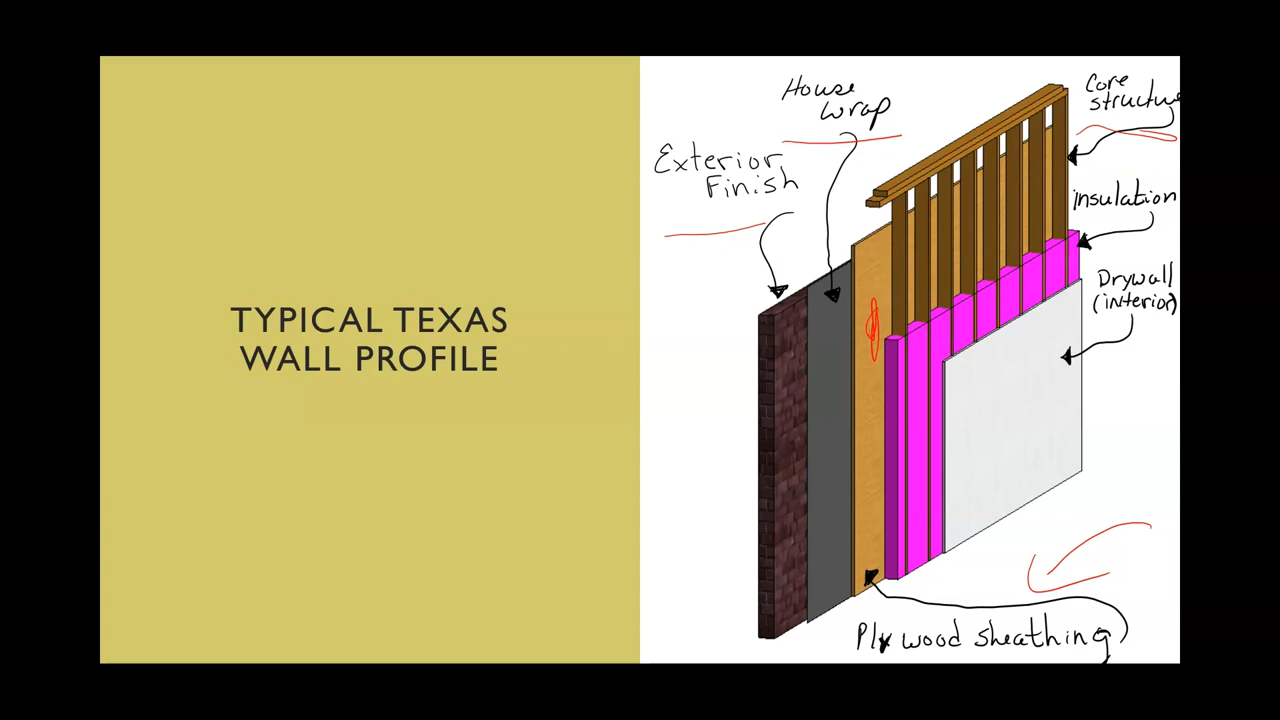 TYPICAL TEXAS
WALL PROFILE
House
wrap
Exterior
Finish
Core
structure
insulation
Drywall
(interior)
Plywood sheathing